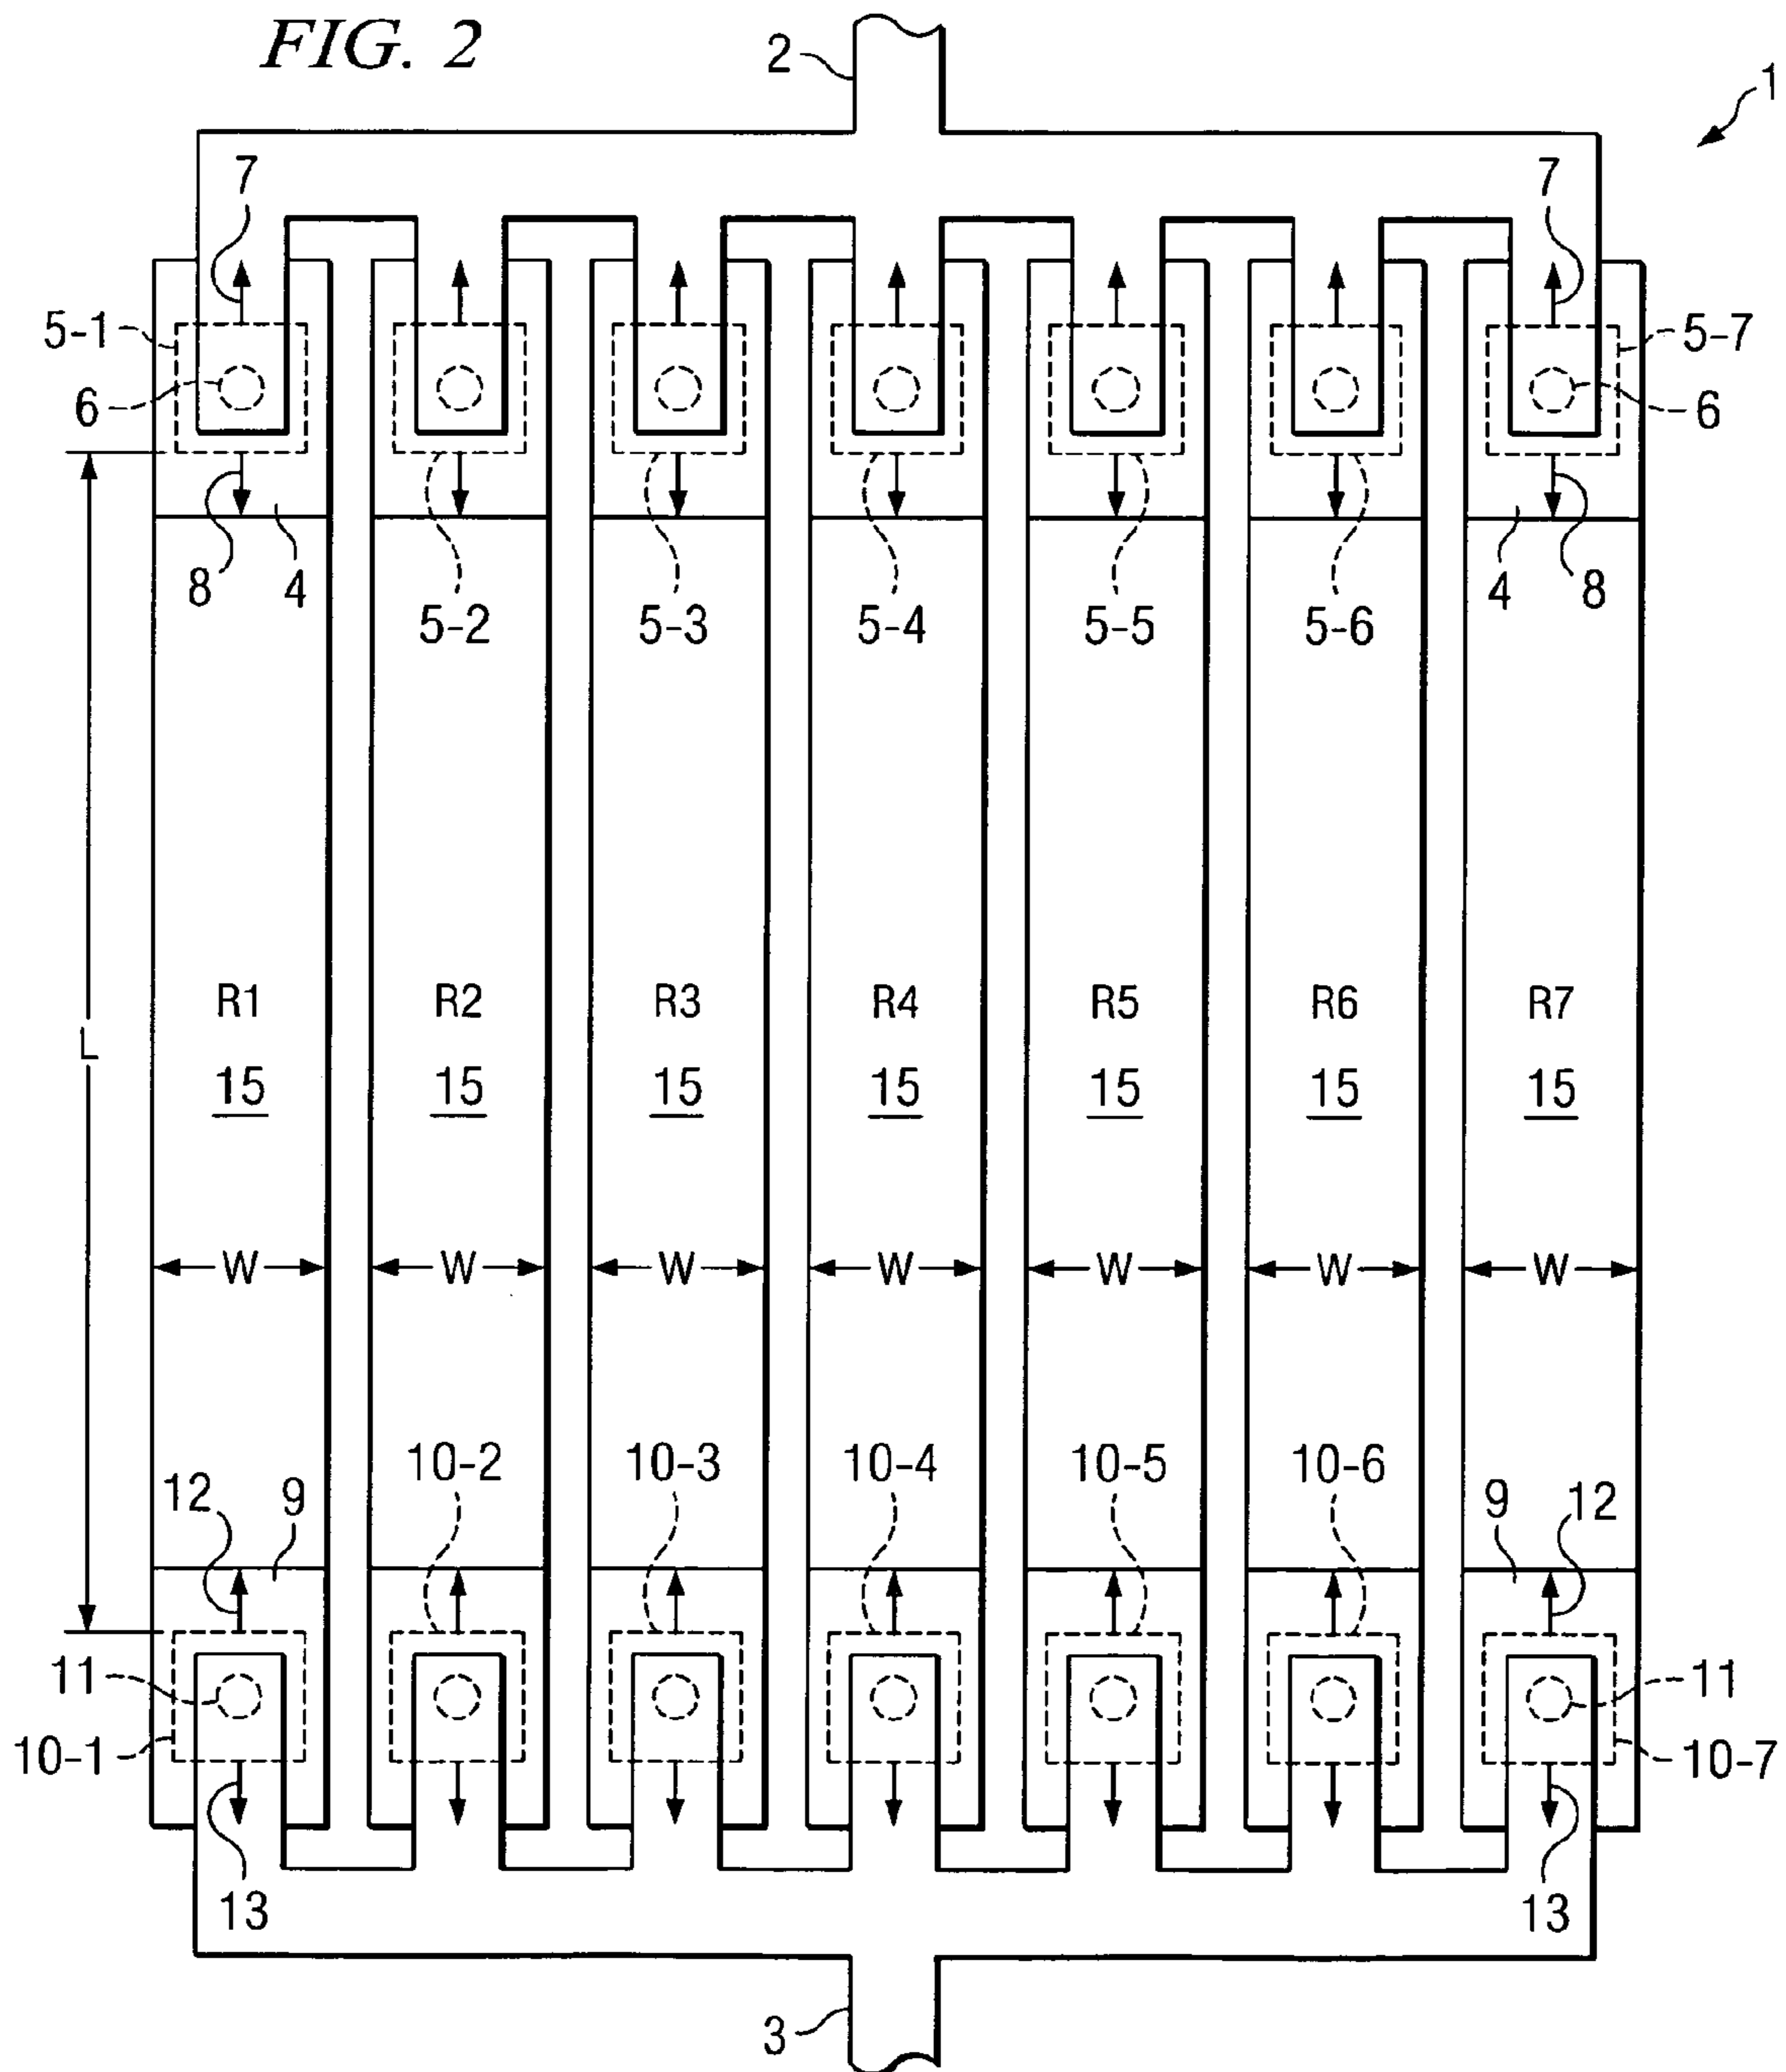 FIG. 2
2
1
7 7
5-1 5-7
6 6
8 4 4 8
5-2 5-3 5-4 5-5 5-6
R1 R2 R3 R4 R5 R6 R7
L
15 15 15 15 15 15 15
W W W W W W W
10-2 10-3 10-4 10-5 10-6
12 9 9 12
11 11
10-1 10-7
13 13
3